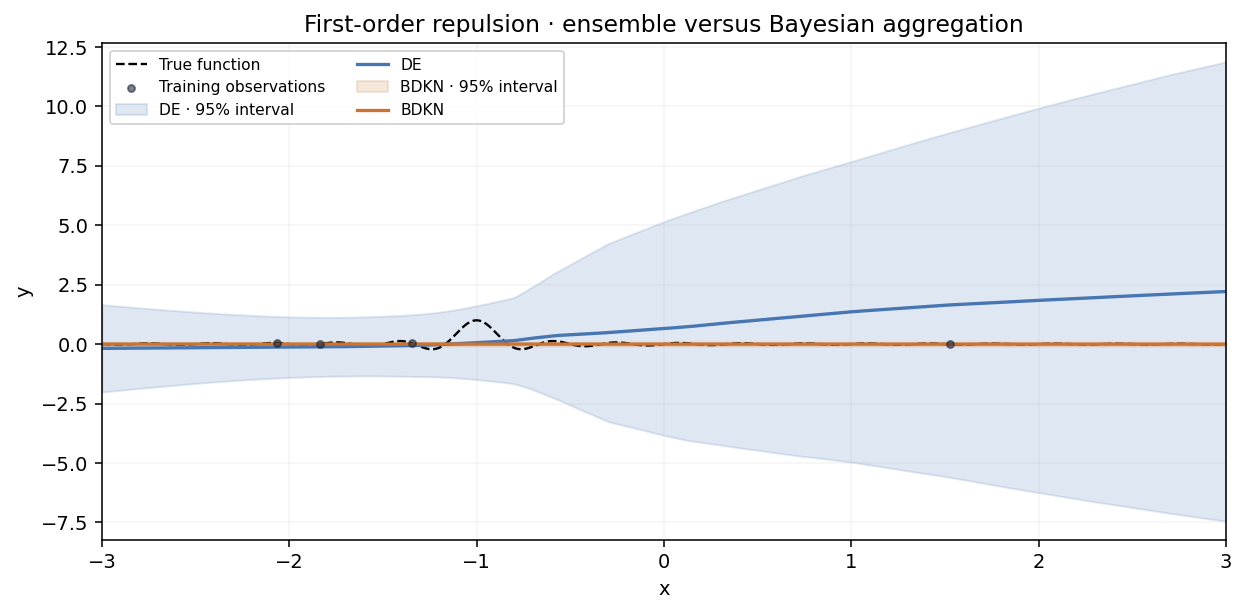 First-order repulsion · ensemble versus Bayesian aggregation
12.5
10.0
7.5
5.0
2.5
0.0
−2.5
−5.0
−7.5
y
True function
Training observations
DE · 95% interval
DE
BDKN · 95% interval
BDKN
−3 −2 −1 0 1 2 3
x